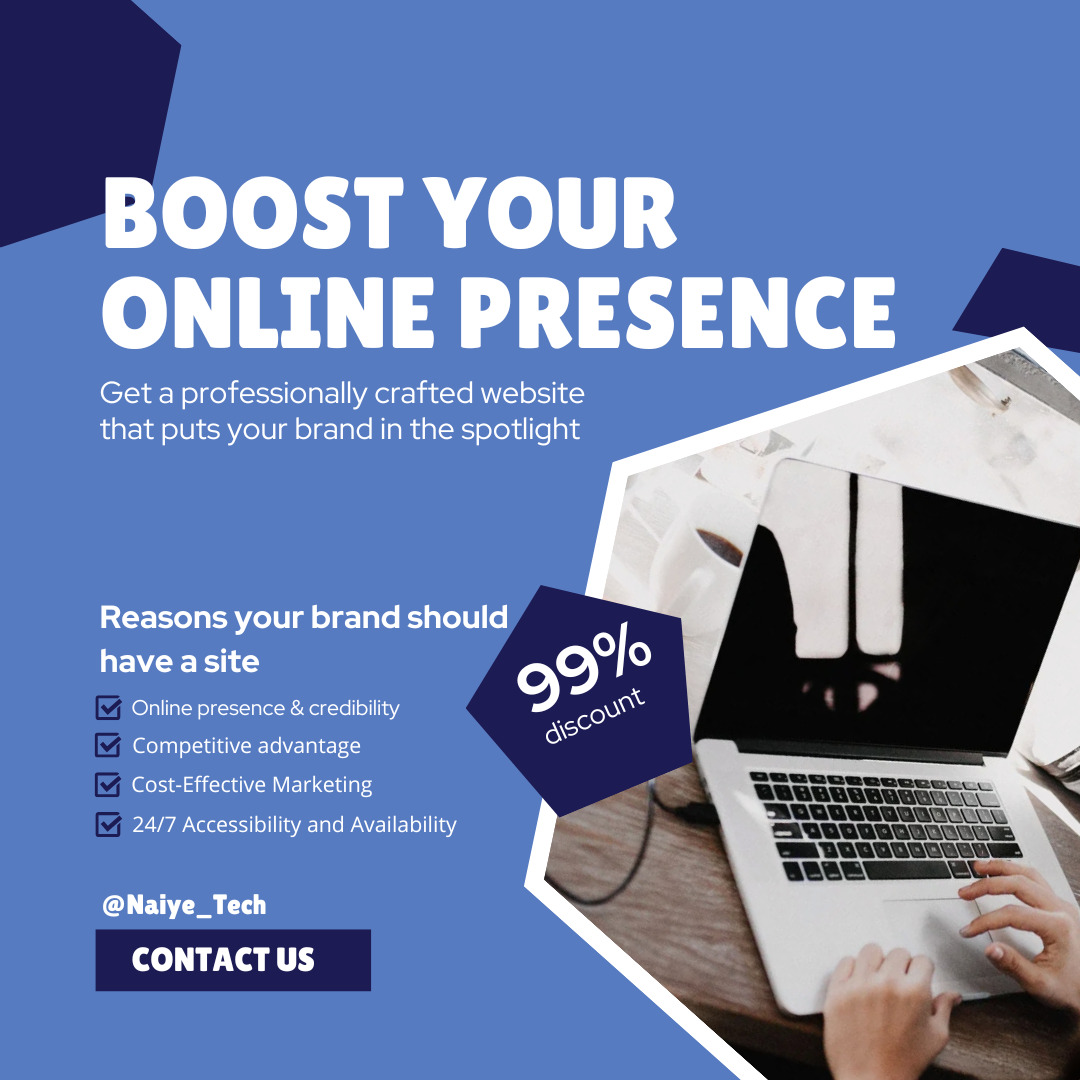 BOOST YOUR
ONLINE PRESENCE
Get a professionally crafted website
that puts your brand in the spotlight
Reasons your brand should
have a site
Online presence & credibility
Competitive advantage
Cost-Effective Marketing
24/7 Accessibility and Availability
99%
discount
@Naiye_Tech
CONTACT US